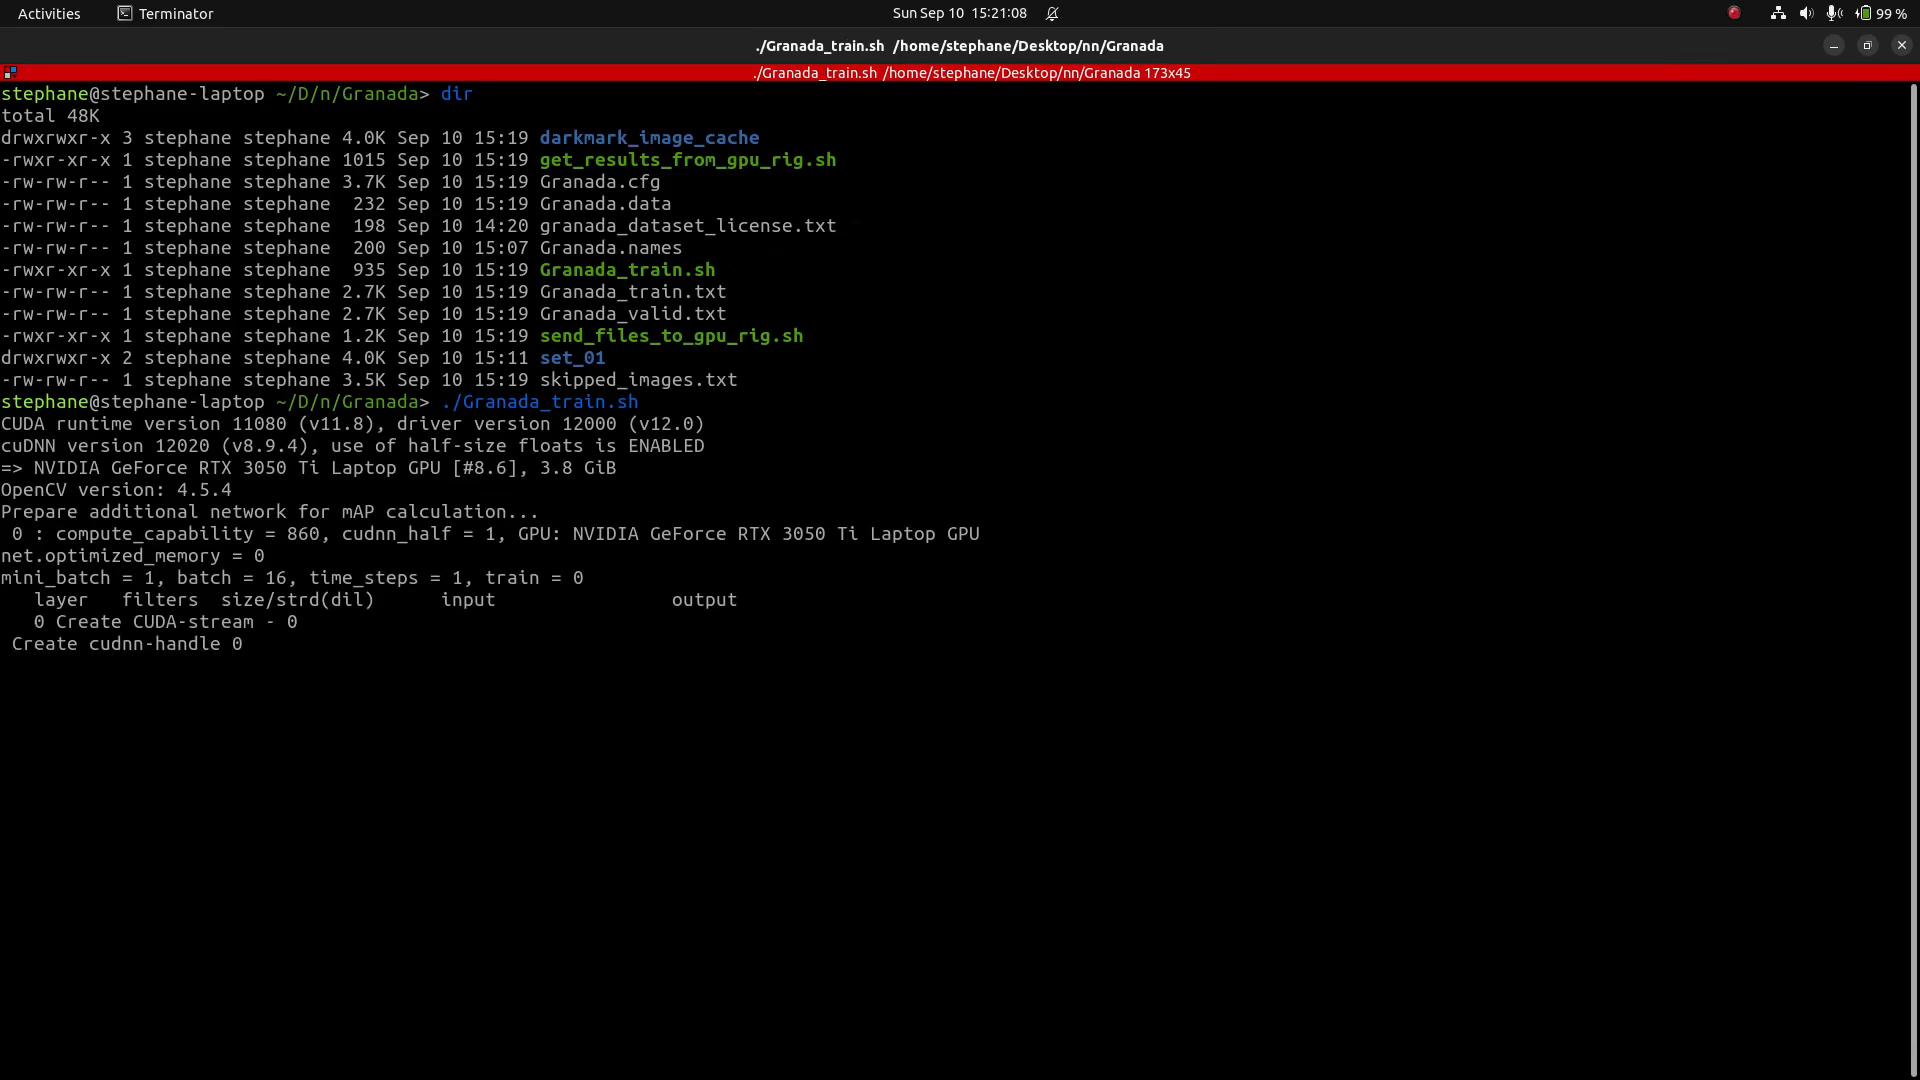 Activities Terminator Sun Sep 10 15:21:08 99 %
./Granada_train.sh /home/stephane/Desktop/nn/Granada
./Granada_train.sh /home/stephane/Desktop/nn/Granada 173x45
stephane@stephane-laptop ~/D/n/Granada> dir
total 48K
drwxrwxr-x 3 stephane stephane 4.0K Sep 10 15:19 darkmark_image_cache
-rwxr-xr-x 1 stephane stephane 1015 Sep 10 15:19 get_results_from_gpu_rig.sh
-rw-rw-r-- 1 stephane stephane 3.7K Sep 10 15:19 Granada.cfg
-rw-rw-r-- 1 stephane stephane  232 Sep 10 15:19 Granada.data
-rw-rw-r-- 1 stephane stephane  198 Sep 10 14:20 granada_dataset_license.txt
-rw-rw-r-- 1 stephane stephane  200 Sep 10 15:07 Granada.names
-rwxr-xr-x 1 stephane stephane  935 Sep 10 15:19 Granada_train.sh
-rw-rw-r-- 1 stephane stephane 2.7K Sep 10 15:19 Granada_train.txt
-rw-rw-r-- 1 stephane stephane 2.7K Sep 10 15:19 Granada_valid.txt
-rwxr-xr-x 1 stephane stephane 1.2K Sep 10 15:19 send_files_to_gpu_rig.sh
drwxrwxr-x 2 stephane stephane 4.0K Sep 10 15:11 set_01
-rw-rw-r-- 1 stephane stephane 3.5K Sep 10 15:19 skipped_images.txt
stephane@stephane-laptop ~/D/n/Granada> ./Granada_train.sh
CUDA runtime version 11080 (v11.8), driver version 12000 (v12.0)
cuDNN version 12020 (v8.9.4), use of half-size floats is ENABLED
=> NVIDIA GeForce RTX 3050 Ti Laptop GPU [#8.6], 3.8 GiB
OpenCV version: 4.5.4
Prepare additional network for mAP calculation...
 0 : compute_capability = 860, cudnn_half = 1, GPU: NVIDIA GeForce RTX 3050 Ti Laptop GPU
net.optimized_memory = 0
mini_batch = 1, batch = 16, time_steps = 1, train = 0
   layer   filters  size/strd(dil)      input                output
   0 Create CUDA-stream - 0
 Create cudnn-handle 0